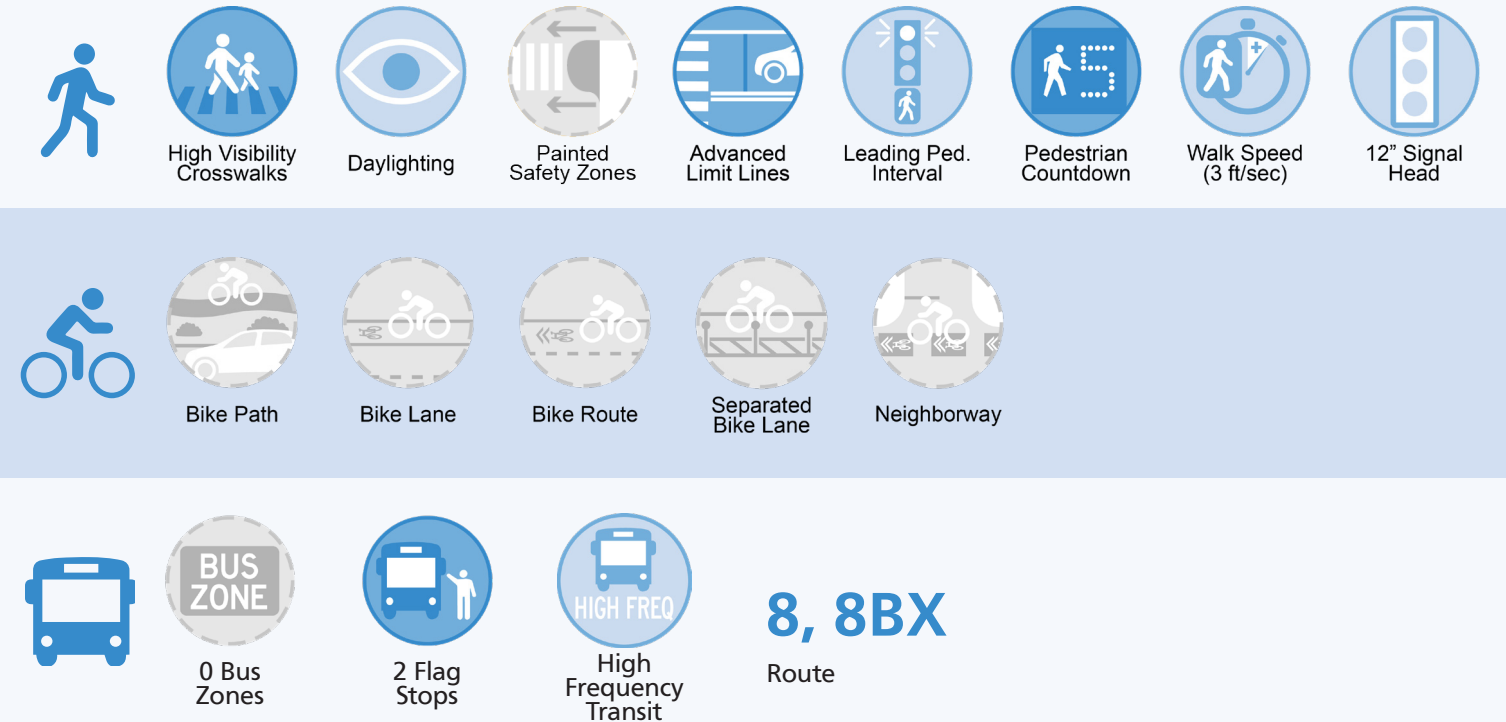 High Visibility
Crosswalks
Daylighting
Painted
Safety Zones
Advanced
Limit Lines
Leading Ped.
Interval
5
Pedestrian
Countdown
Walk Speed
(3 ft/sec)
12” Signal
Head
Bike Path
Bike Lane
Bike Route
Separated
Bike Lane
Neighborway
BUS
ZONE
0 Bus
Zones
2 Flag
Stops
HIGH FREQ
High
Frequency
Transit
8, 8BX
Route